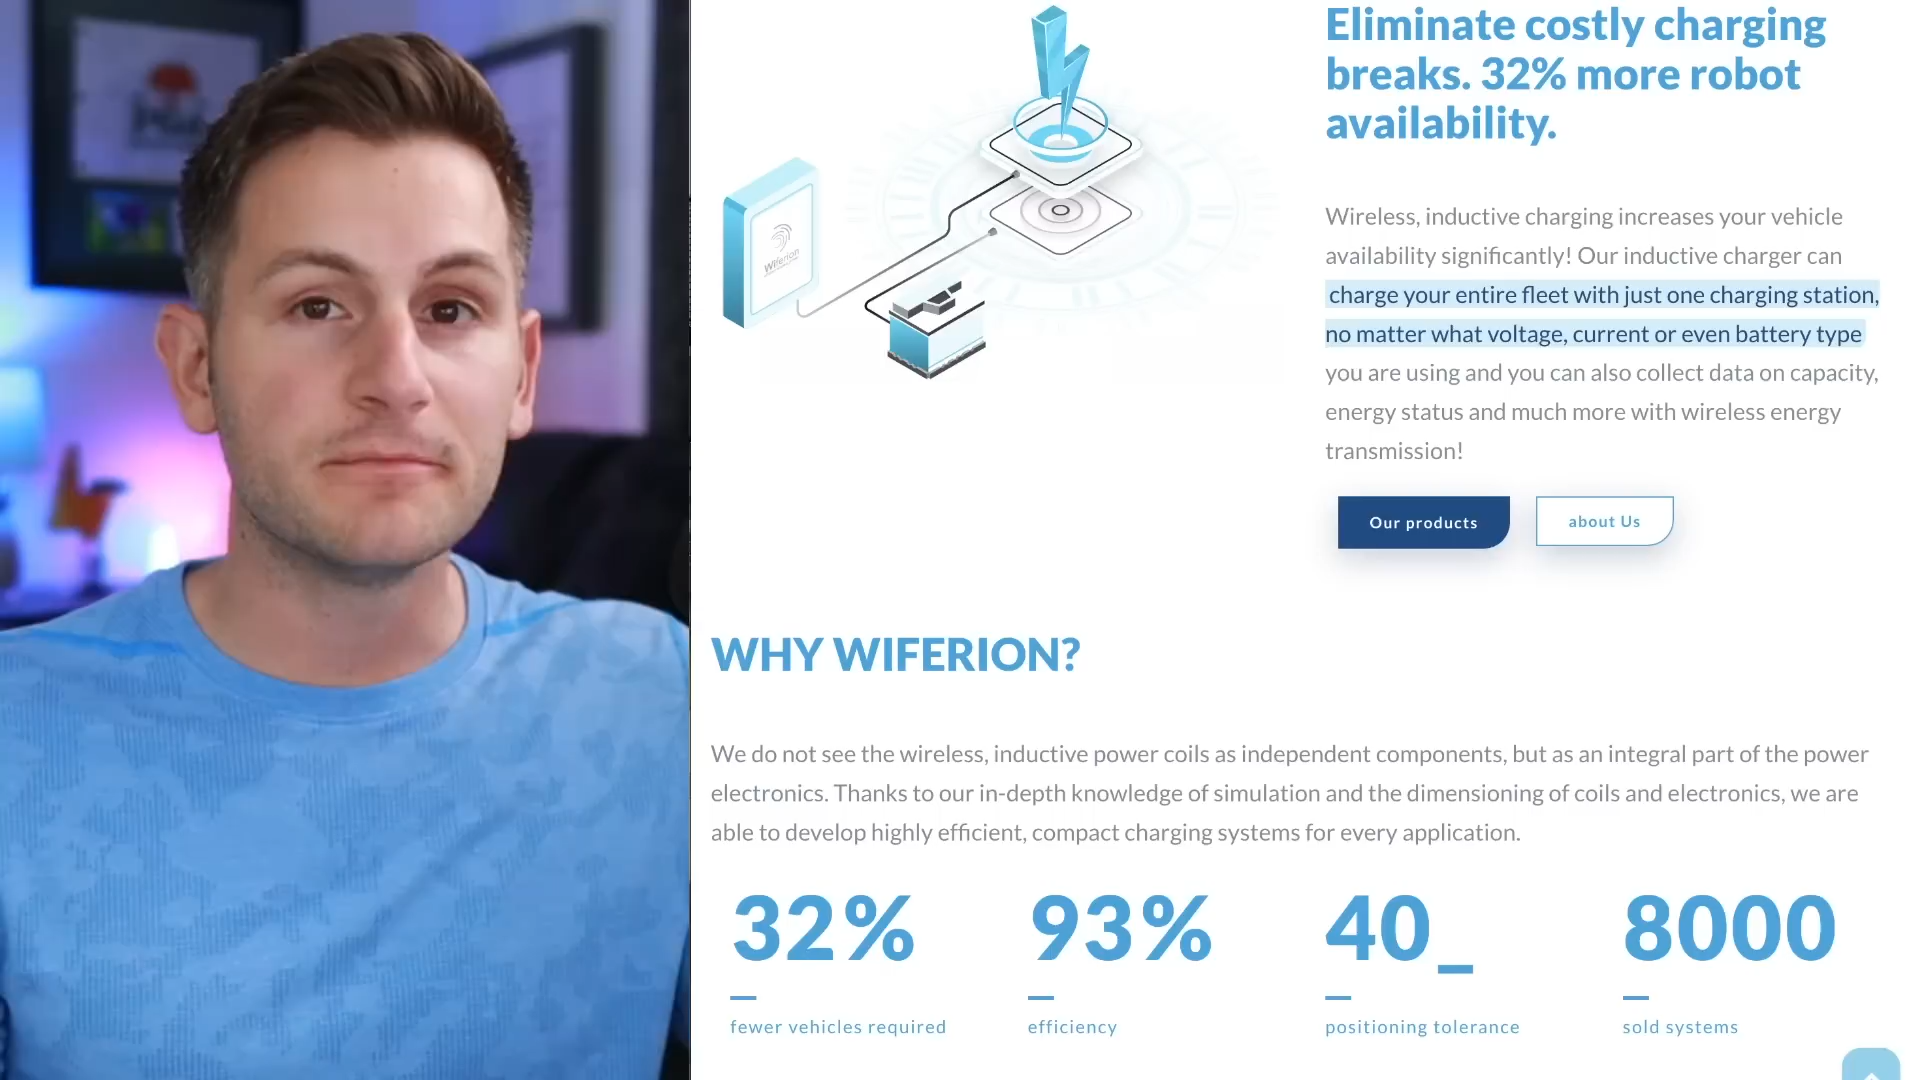 Eliminate costly charging
breaks. 32% more robot
availability.
Wiferion
Wireless, inductive charging increases your vehicle
availability significantly! Our inductive charger can
charge your entire fleet with just one charging station,
no matter what voltage, current or even battery type
you are using and you can also collect data on capacity,
energy status and much more with wireless energy
transmission!
Our products
about Us
WHY WIFERION?
We do not see the wireless, inductive power coils as independent components, but as an integral part of the power
electronics. Thanks to our in-depth knowledge of simulation and the dimensioning of coils and electronics, we are
able to develop highly efficient, compact charging systems for every application.
32%
fewer vehicles required
93%
efficiency
40_
positioning tolerance
8000
sold systems